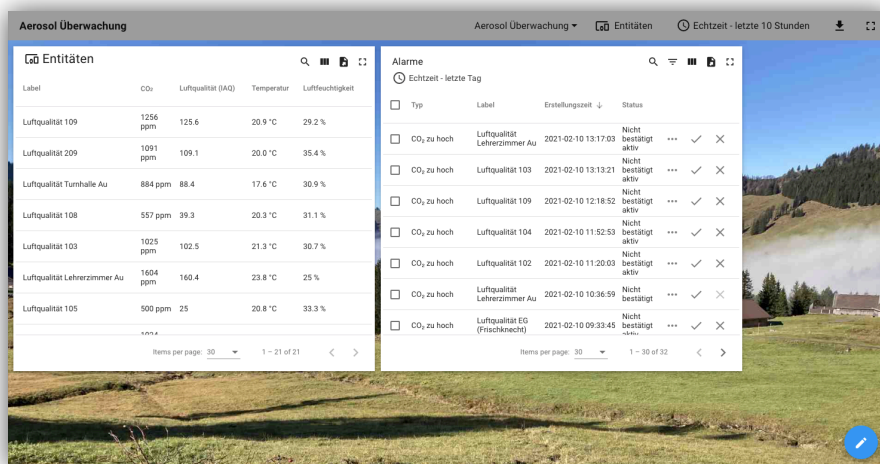 Aerosol Überwachung
Aerosol Überwachung
Entitäten
Echtzeit - letzte 10 Stunden
Entitäten
Label CO₂ Luftqualität (IAQ) Temperatur Luftfeuchtigkeit
Luftqualität 109 1256 ppm 125.6 20.9 °C 29.2 %
Luftqualität 209 1091 ppm 109.1 20.0 °C 35.4 %
Luftqualität Turnhalle Au 884 ppm 88.4 17.6 °C 30.9 %
Luftqualität 108 557 ppm 39.3 20.3 °C 31.1 %
Luftqualität 103 1025 ppm 102.5 21.3 °C 30.7 %
Luftqualität Lehrerzimmer Au 1604 ppm 160.4 23.8 °C 25 %
Luftqualität 105 500 ppm 25 20.8 °C 33.3 %
Items per page: 30 1 – 21 of 21
Alarme
Echtzeit - letzte Tag
Typ Label Erstellungszeit Status
CO₂ zu hoch Luftqualität Lehrerzimmer Au 2021-02-10 13:17:03 Nicht bestätigt aktiv
CO₂ zu hoch Luftqualität 103 2021-02-10 13:13:21 Nicht bestätigt aktiv
CO₂ zu hoch Luftqualität 109 2021-02-10 12:18:52 Nicht bestätigt aktiv
CO₂ zu hoch Luftqualität 104 2021-02-10 11:52:53 Nicht bestätigt aktiv
CO₂ zu hoch Luftqualität 102 2021-02-10 11:20:03 Nicht bestätigt aktiv
CO₂ zu hoch Luftqualität Lehrerzimmer Au 2021-02-10 10:36:59 Nicht bestätigt
CO₂ zu hoch Luftqualität EG (Frischknecht) 2021-02-10 09:33:45 Nicht bestätigt
Items per page: 30 1 – 30 of 32